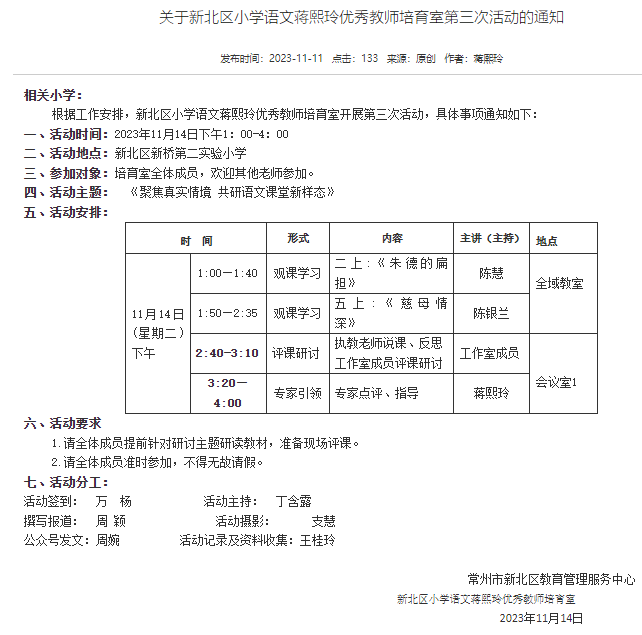 关于新北区小学语文蒋熙玲优秀教师培育室第三次活动的通知
发布时间：2023-11-11 点击：133 来源：原创 作者：蒋熙玲
相关小学：
根据工作安排，新北区小学语文蒋熙玲优秀教师培育室开展第三次活动，具体事项通知如下：
一、活动时间：2023年11月14日下午1：00-4：00
二、活动地点：新北区新桥第二实验小学
三、参加对象：培育室全体成员，欢迎其他老师参加。
四、活动主题：《聚焦真实情境 共研语文课堂新样态》
五、活动安排：
时 间 形式 内容 主讲（主持） 地点
11月14日
（星期二）
下午
1:00—1:40 观课学习 二上：《朱德的扁
担》 陈慧 全域教室
1:50—2:35 观课学习 五上：《慈母情
深》 陈银兰
2:40-3:10 评课研讨 执教老师说课、反思
工作室成员评课研讨 工作室成员 会议室1
3:20—
4:00 专家引领 专家点评、指导 蒋熙玲
六、活动要求
1.请全体成员提前针对研讨主题研读教材，准备现场评课。
2.请全体成员准时参加，不得无故请假。
七、活动分工：
活动签到： 万 杨 活动主持： 丁含露
撰写报道： 周 颖 活动摄影： 支慧
公众号发文：周婉 活动记录及资料收集：王桂玲
常州市新北区教育管理服务中心
新北区小学语文蒋熙玲优秀教师培育室
2023年11月14日